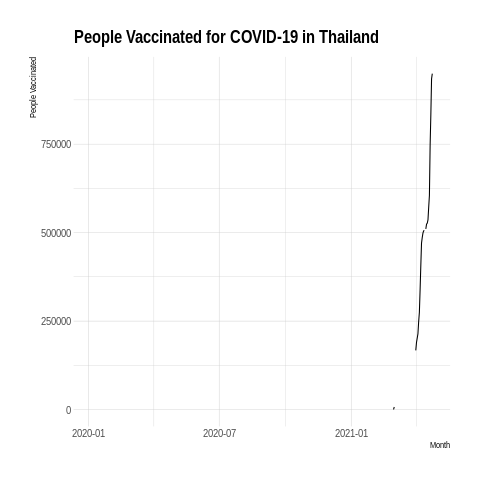 People Vaccinated for COVID-19 in Thailand
People Vaccinated
750000
500000
250000
0
2020-01
2020-07
2021-01
Month